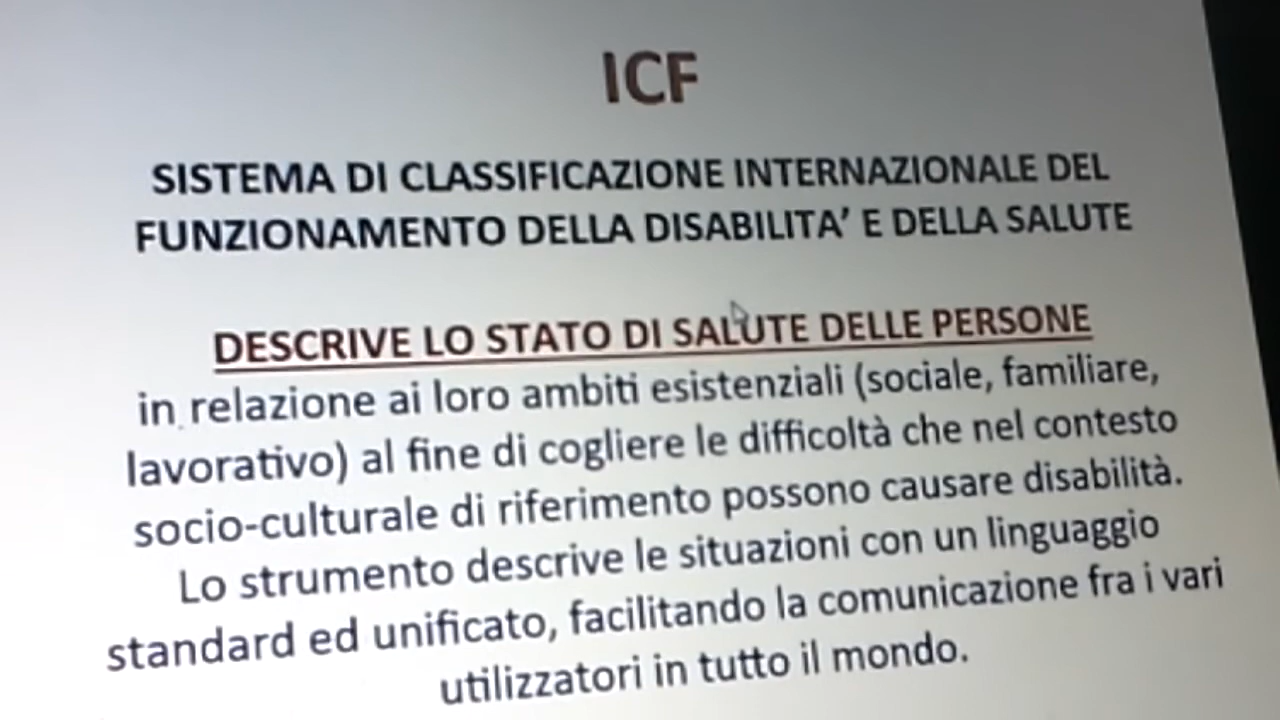 ICF
SISTEMA DI CLASSIFICAZIONE INTERNAZIONALE DEL
FUNZIONAMENTO DELLA DISABILITA’ E DELLA SALUTE
DESCRIVE LO STATO DI SALUTE DELLE PERSONE
in relazione ai loro ambiti esistenziali (sociale, familiare,
lavorativo) al fine di cogliere le difficoltà che nel contesto
socio-culturale di riferimento possono causare disabilità.
Lo strumento descrive le situazioni con un linguaggio
standard ed unificato, facilitando la comunicazione fra i vari
utilizzatori in tutto il mondo.